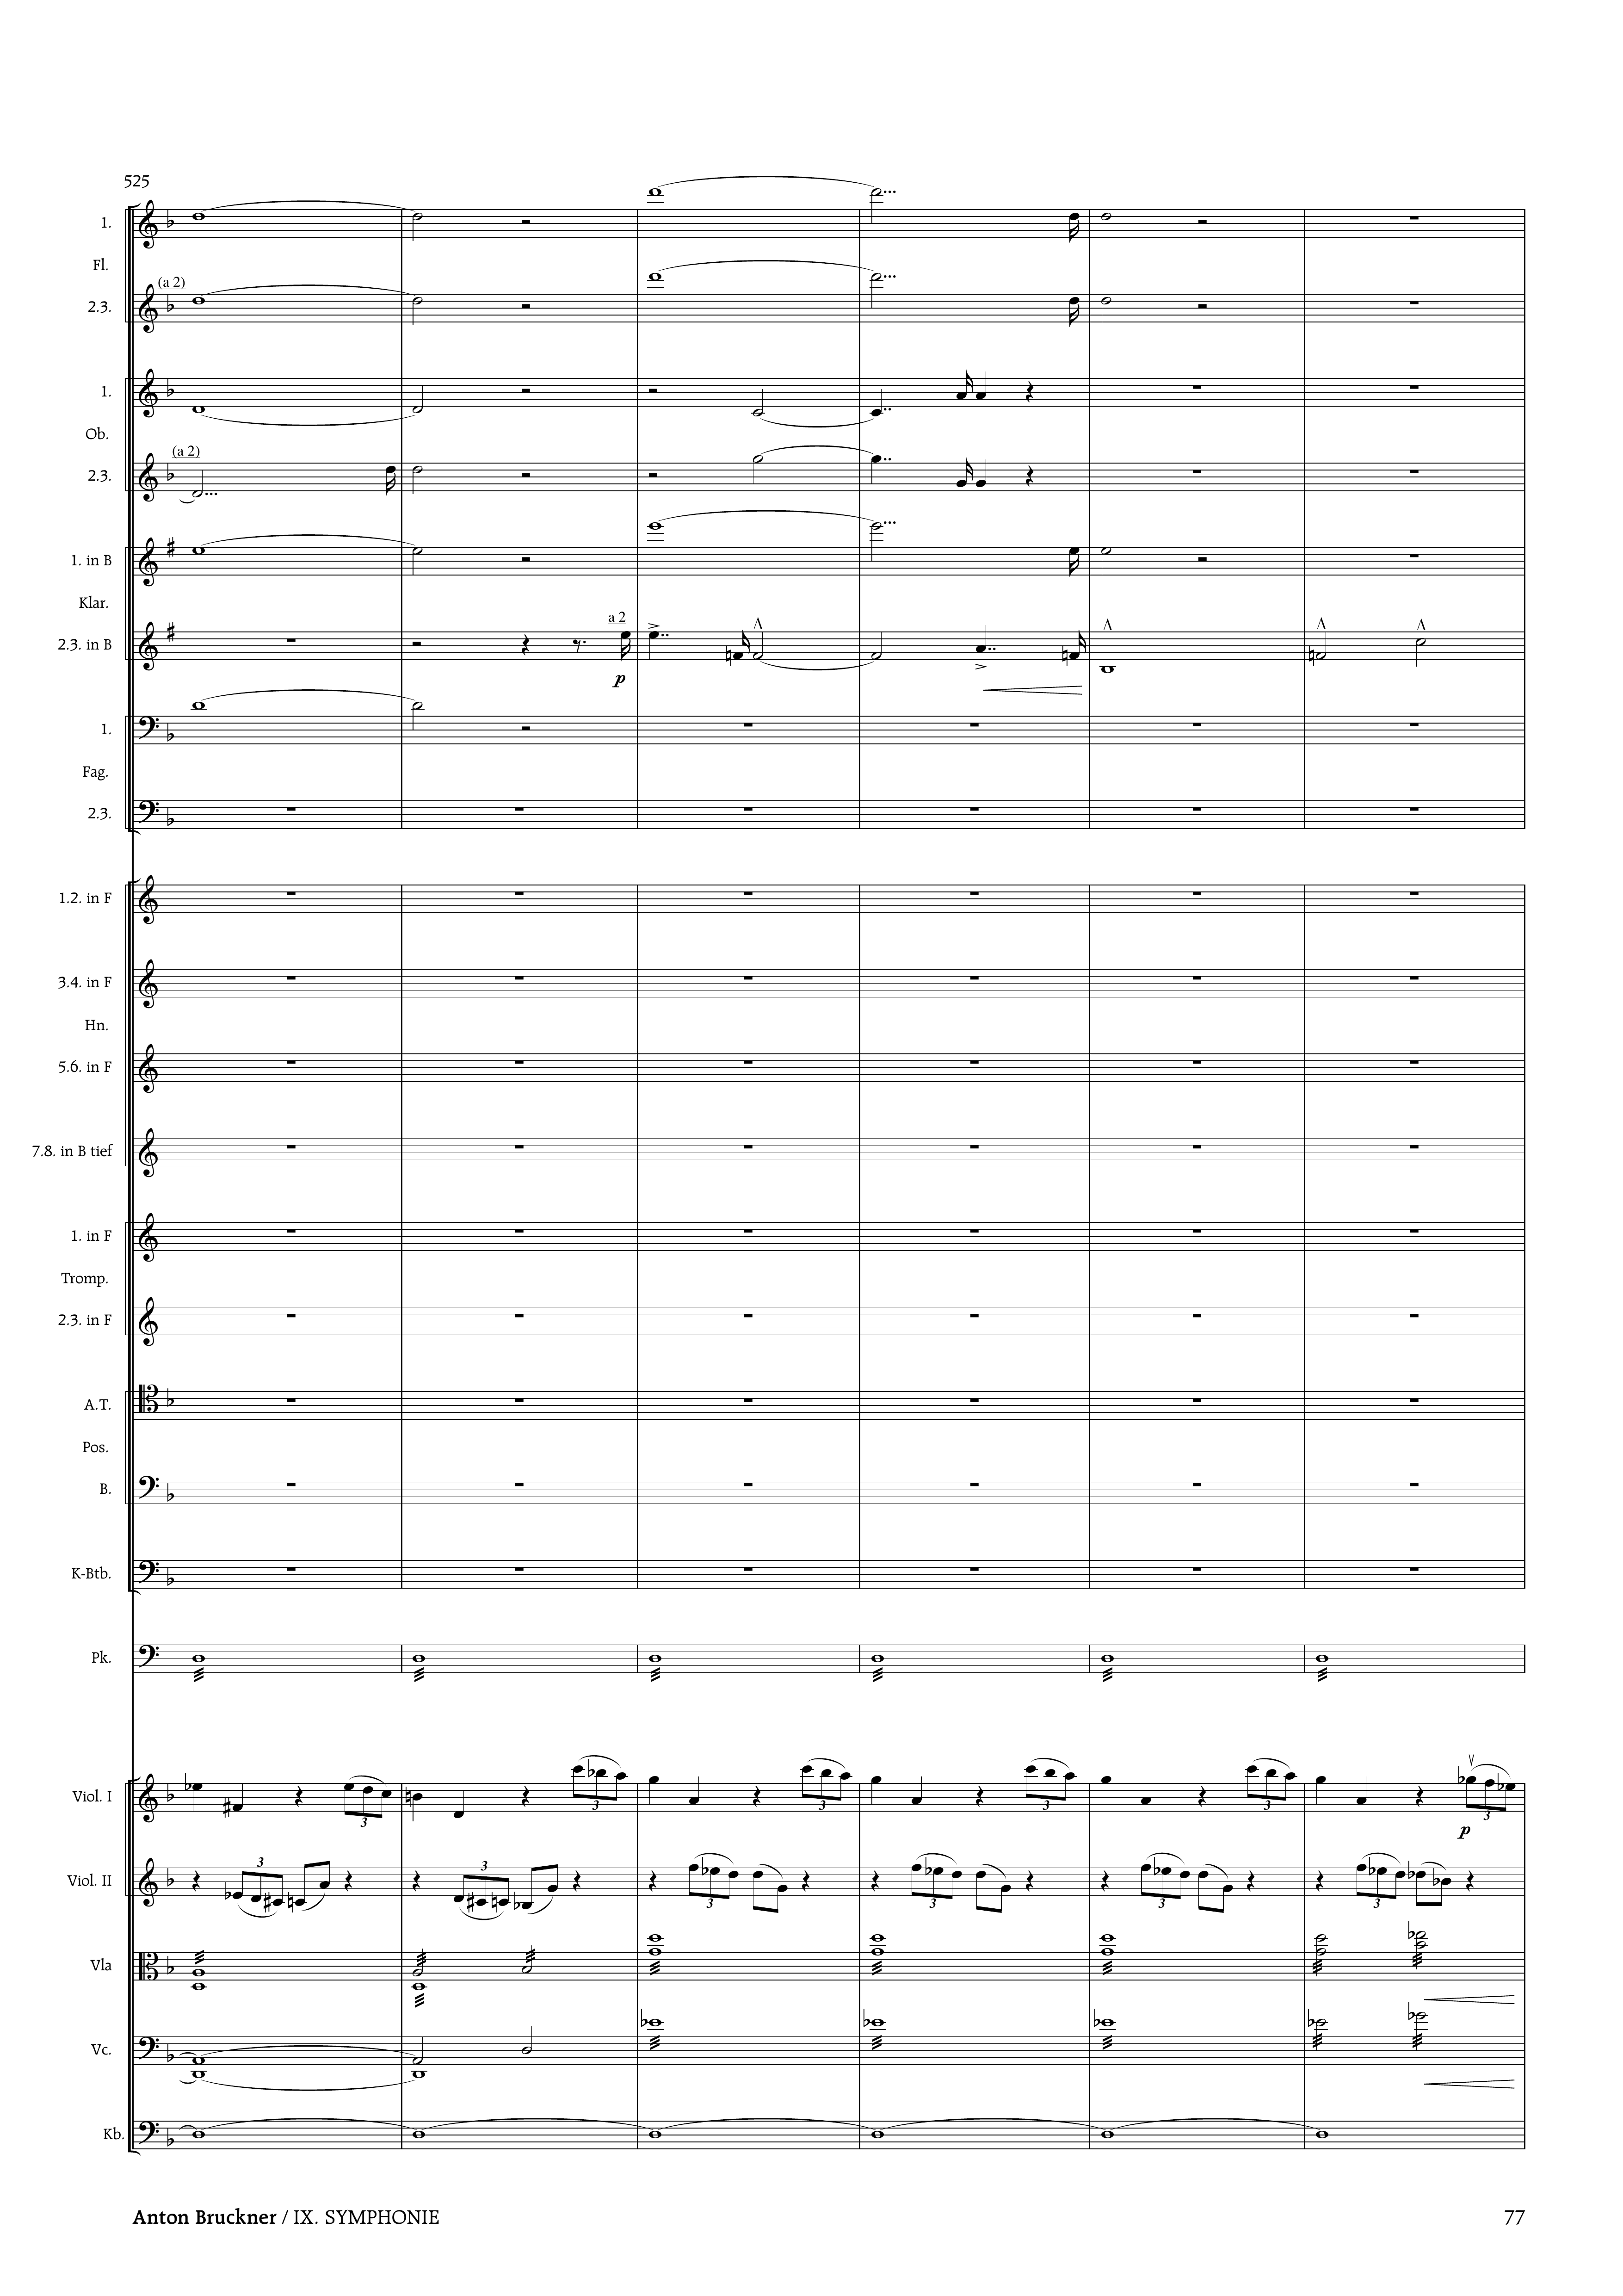 525
1.
Fl.
(a 2)
2.3.
1.
Ob.
(a 2)
2.3.
1. in B
Klar.
a 2
2.3. in B
p
1.
Fag.
2.3.
1.2. in F
3.4. in F
Hn.
5.6. in F
7.8. in B tief
1. in F
Tromp.
2.3. in F
A.T.
Pos.
B.
K-Btb.
Pk.
Viol. I
3 3 3 3 3 3
p
Viol. II
3 3 3 3 3 3
Vla
Vc.
Kb.
Anton Bruckner / IX. SYMPHONIE 77